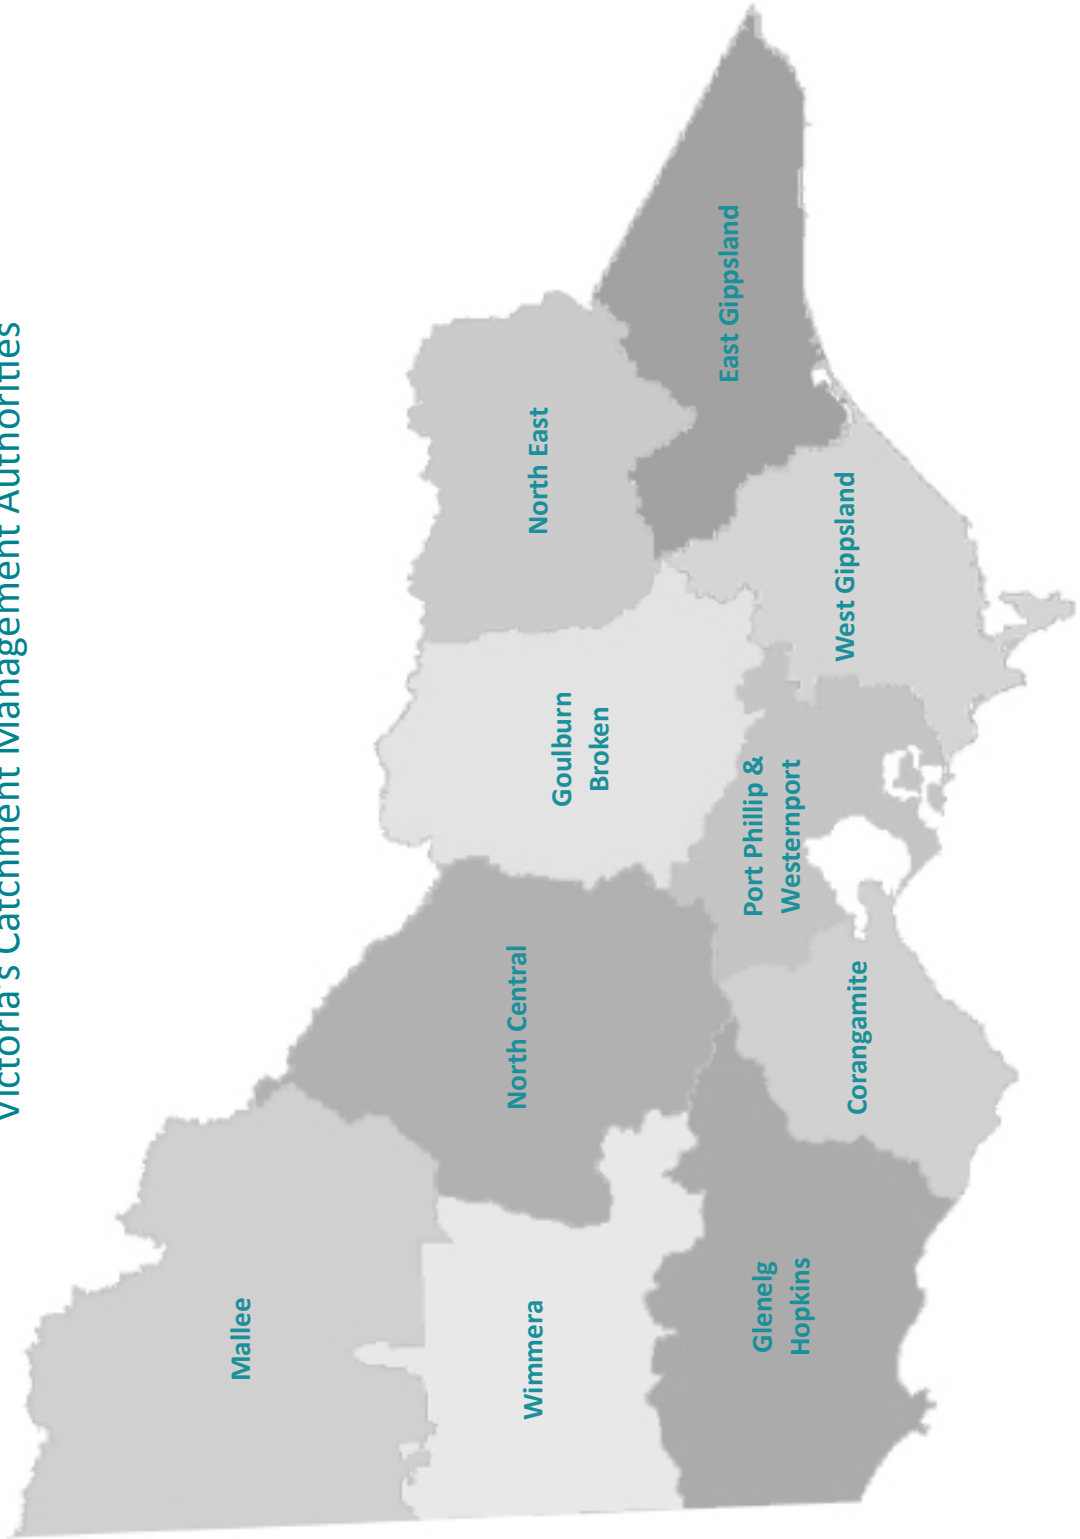 Victoria's Catchment Management Authorities
Mallee
Wimmera
North Central
Goulburn
Broken
North East
East Gippsland
West Gippsland
Port Phillip &
Westernport
Corangamite
Glenelg
Hopkins